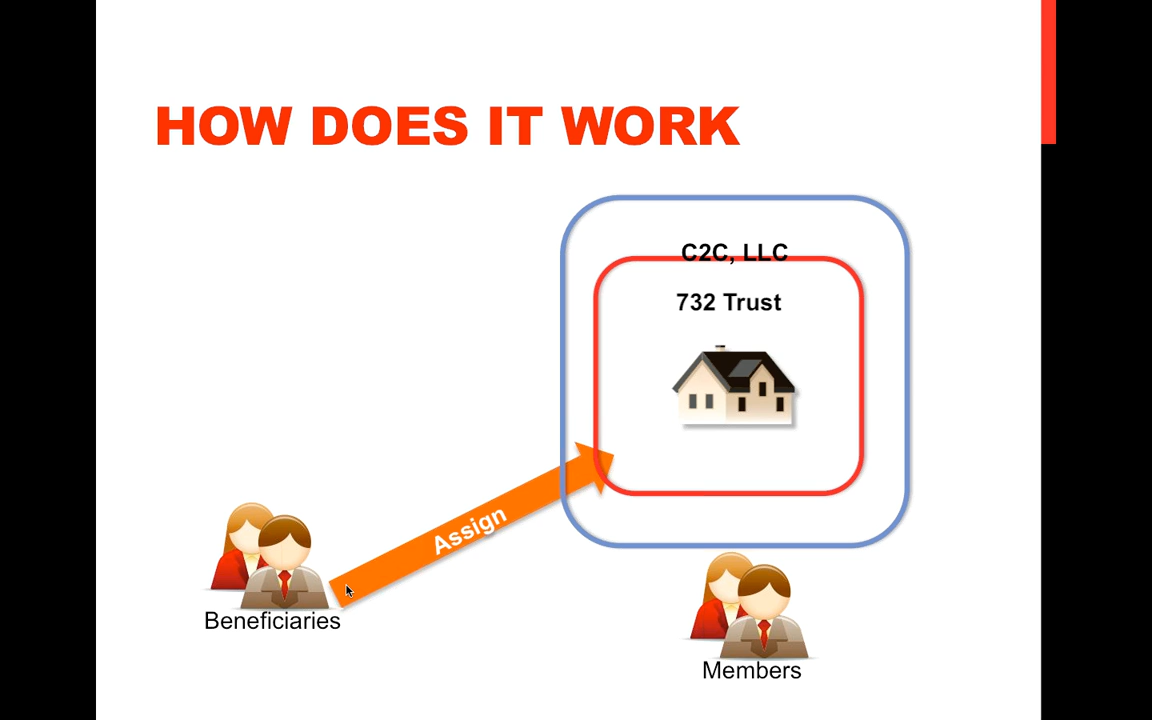 HOW DOES IT WORK
C2C, LLC
732 Trust
Assign
Beneficiaries
Members